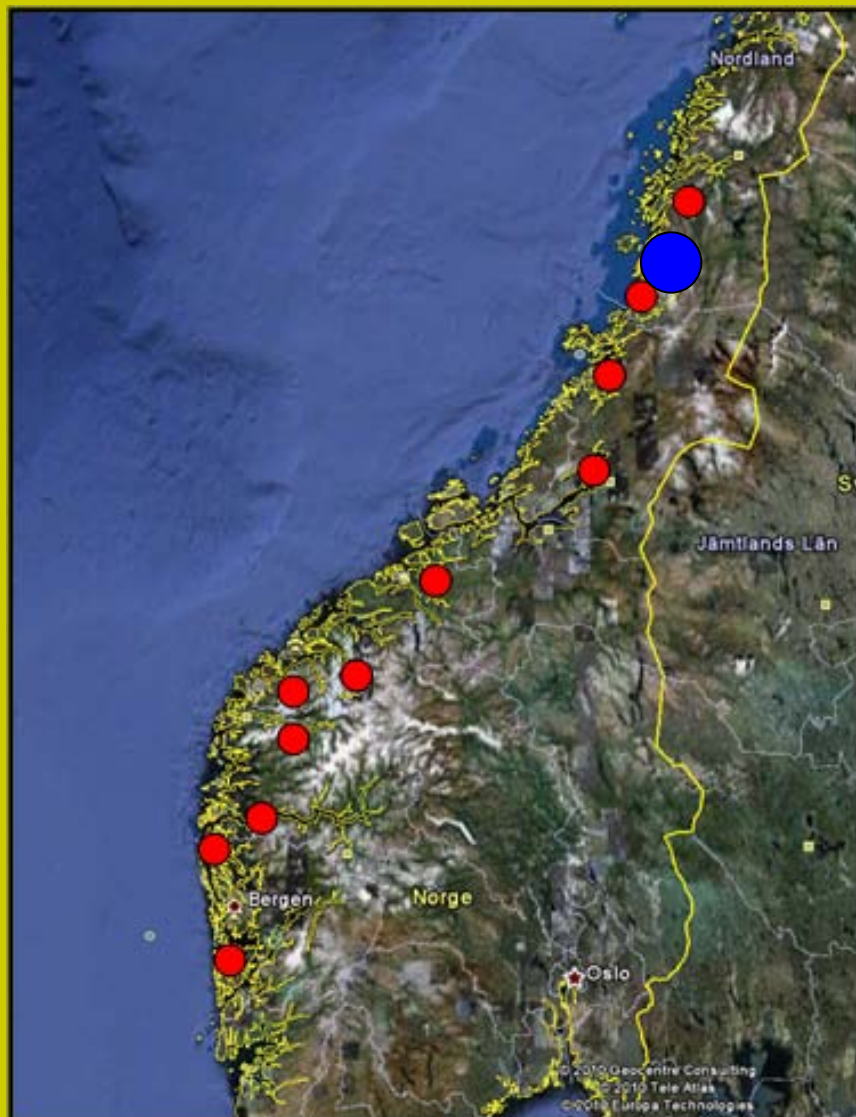 Nordland
Jämtlands Län
Bergen
Norge
Oslo
© 2010 Geocentre Consulting
© 2010 Tele Atlas
© 2010 Europa Technologies